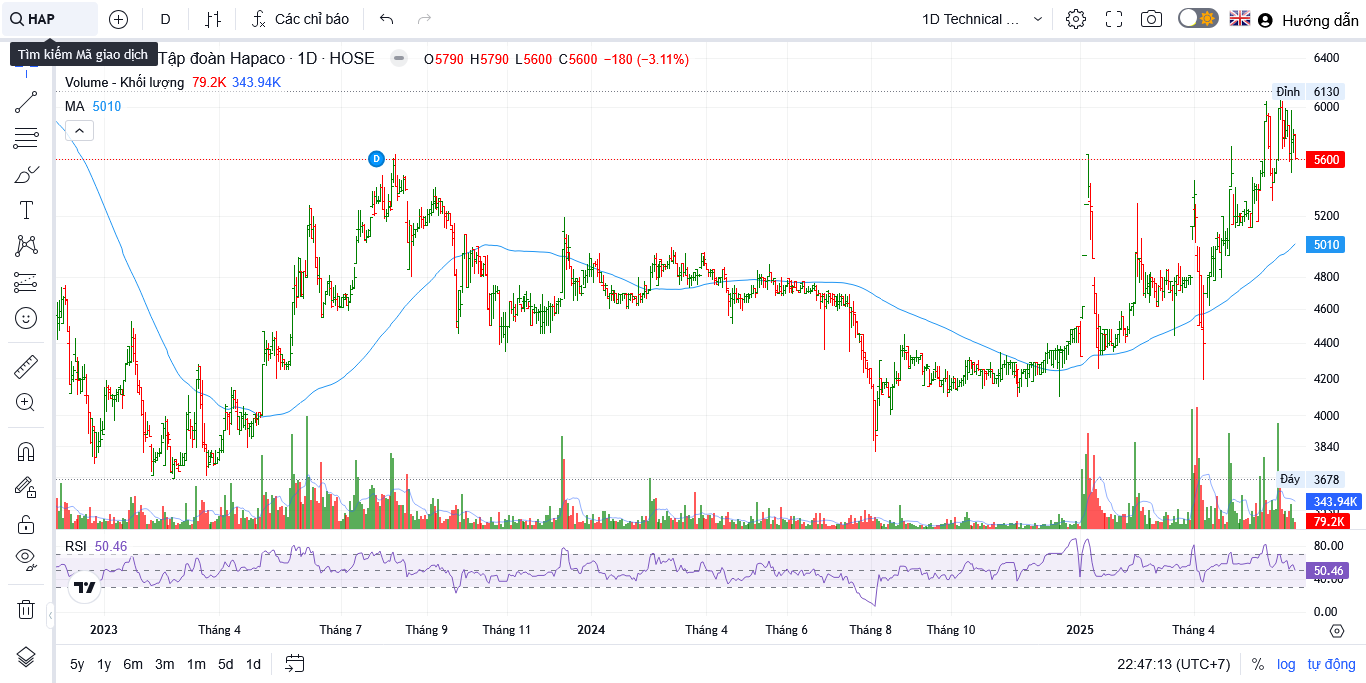 HAP
D
Các chỉ báo
1D Technical ...
Hướng dẫn
Tìm kiếm Mã giao dịch
Tập đoàn Hapaco · 1D · HOSE
O5790 H5790 L5600 C5600 −180 (−3.11%)
Volume - Khối lượng 79.2K 343.94K
MA 5010
D
6400
Đỉnh 6130
6000
5600
5200
5010
4800
4600
4400
4200
4000
3840
Đáy 3678
343.94K
79.2K
RSI 50.46
80.00
50.46
40.00
0.00
2023 Tháng 4 Tháng 7 Tháng 9 Tháng 11 2024 Tháng 4 Tháng 6 Tháng 8 Tháng 10 2025 Tháng 4
5y 1y 6m 3m 1m 5d 1d
22:47:13 (UTC+7) % log tự động